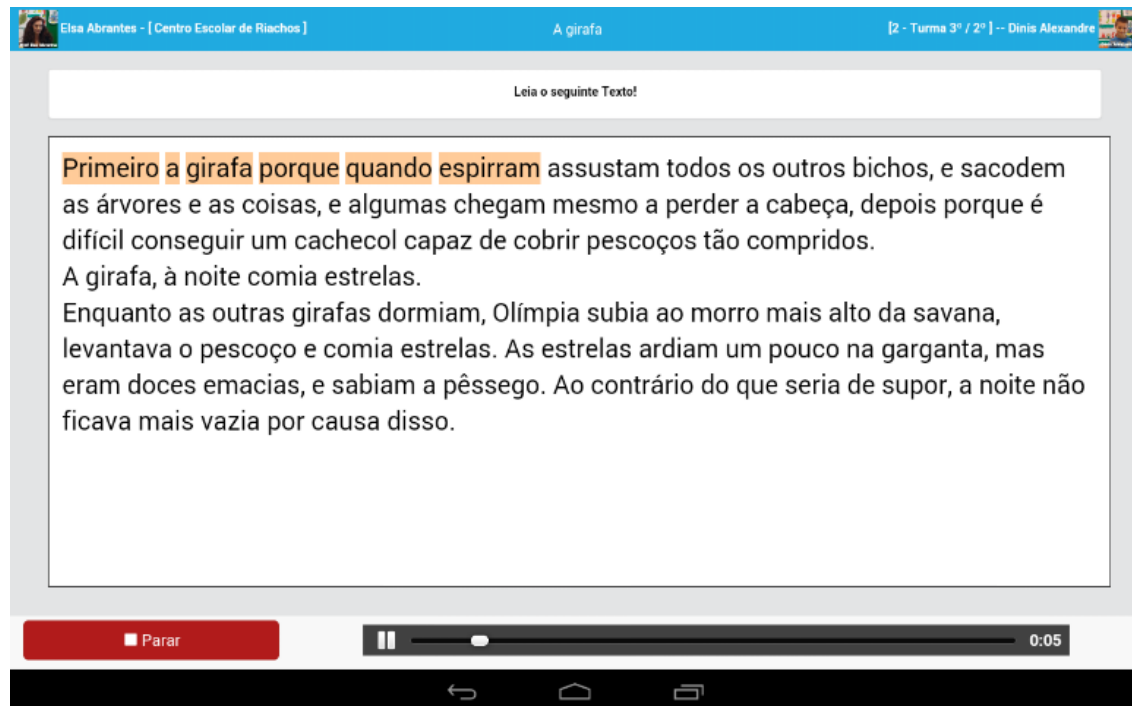 Elsa Abrantes - [ Centro Escolar de Riachos ]
A girafa
[2 - Turma 3º / 2º ] -- Dinis Alexandre
Leia o seguinte Texto!
Primeiro a girafa porque quando espirram assustam todos os outros bichos, e sacodem
as árvores e as coisas, e algumas chegam mesmo a perder a cabeça, depois porque é
difícil conseguir um cachecol capaz de cobrir pescoços tão compridos.
A girafa, à noite comia estrelas.
Enquanto as outras girafas dormiam, Olímpia subia ao morro mais alto da savana,
levantava o pescoço e comia estrelas. As estrelas ardiam um pouco na garganta, mas
eram doces emacias, e sabiam a pêssego. Ao contrário do que seria de supor, a noite não
ficava mais vazia por causa disso.
Parar
0:05